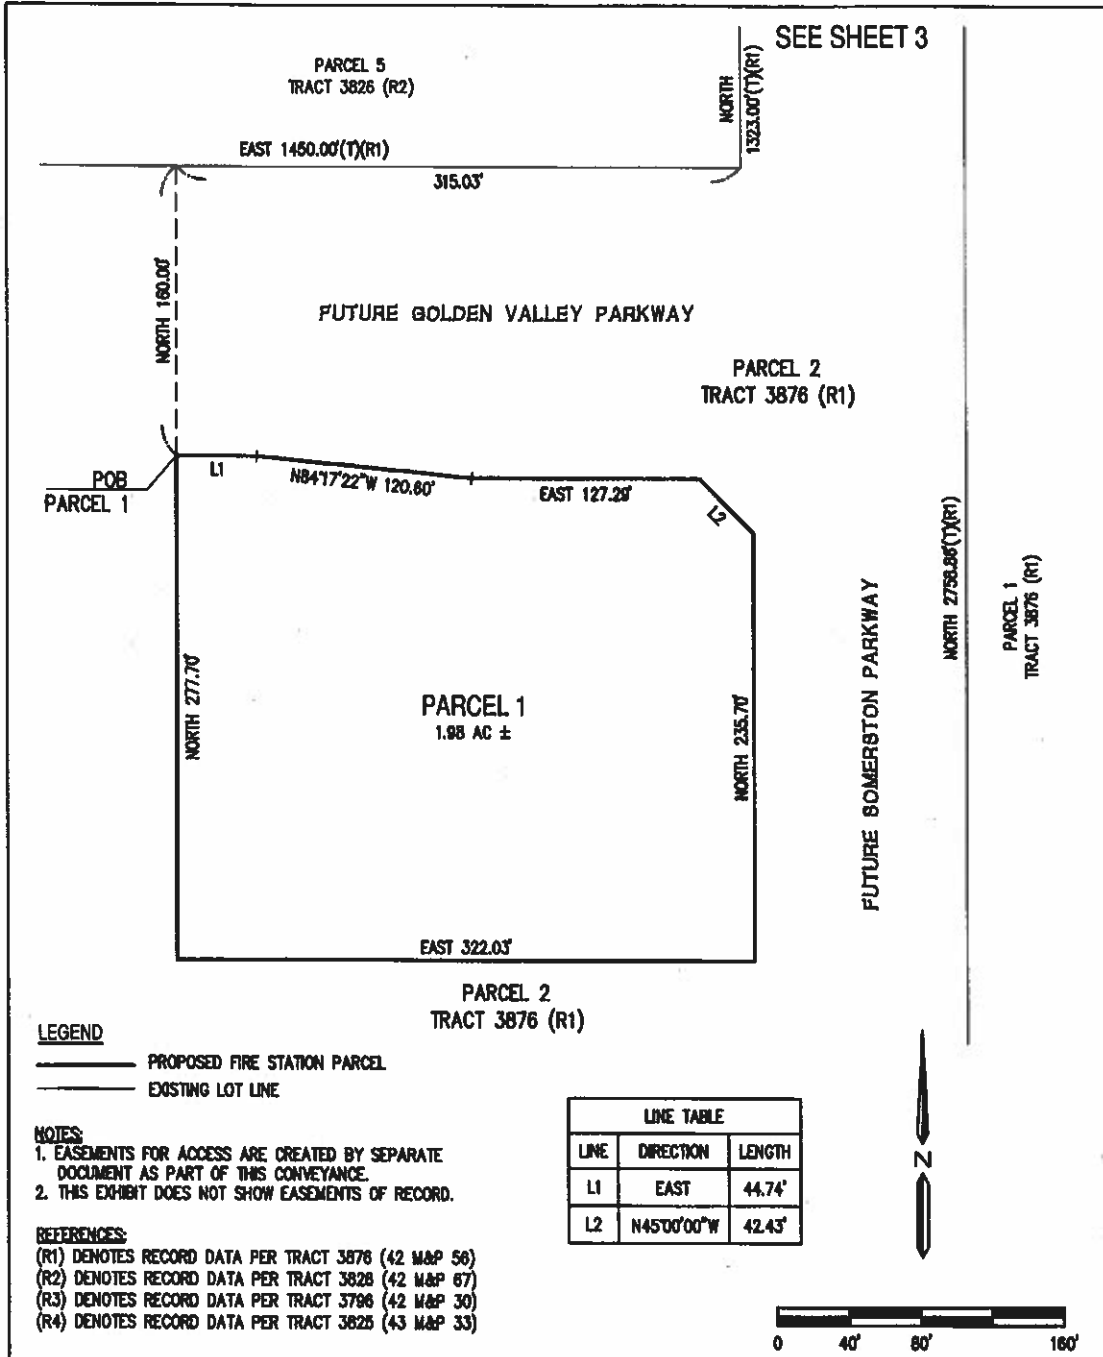 SEE SHEET 3
PARCEL 5
TRACT 3826 (R2)
NORTH
1323.00'(T)(R1)
EAST 1450.00'(T)(R1)
315.03'
NORTH 160.00'
FUTURE GOLDEN VALLEY PARKWAY
PARCEL 2
TRACT 3876 (R1)
L1
N84°17'22"W 120.60'
EAST 127.29'
L2
POB
PARCEL 1
NORTH 2758.86'(T)(R1)
PARCEL 1
TRACT 3876 (R1)
FUTURE SOMERSTON PARKWAY
NORTH 277.70'
PARCEL 1
1.98 AC ±
NORTH 235.70'
EAST 322.03'
PARCEL 2
TRACT 3876 (R1)
LEGEND
PROPOSED FIRE STATION PARCEL
EXISTING LOT LINE
NOTES:
1. EASEMENTS FOR ACCESS ARE CREATED BY SEPARATE
DOCUMENT AS PART OF THIS CONVEYANCE.
2. THIS EXHIBIT DOES NOT SHOW EASEMENTS OF RECORD.
REFERENCES:
(R1) DENOTES RECORD DATA PER TRACT 3876 (42 M&P 56)
(R2) DENOTES RECORD DATA PER TRACT 3826 (42 M&P 67)
(R3) DENOTES RECORD DATA PER TRACT 3796 (42 M&P 30)
(R4) DENOTES RECORD DATA PER TRACT 3825 (43 M&P 33)
LINE TABLE
LINE DIRECTION LENGTH
L1 EAST 44.74'
L2 N45°00'00"W 42.43'
N
0 40' 80' 160'